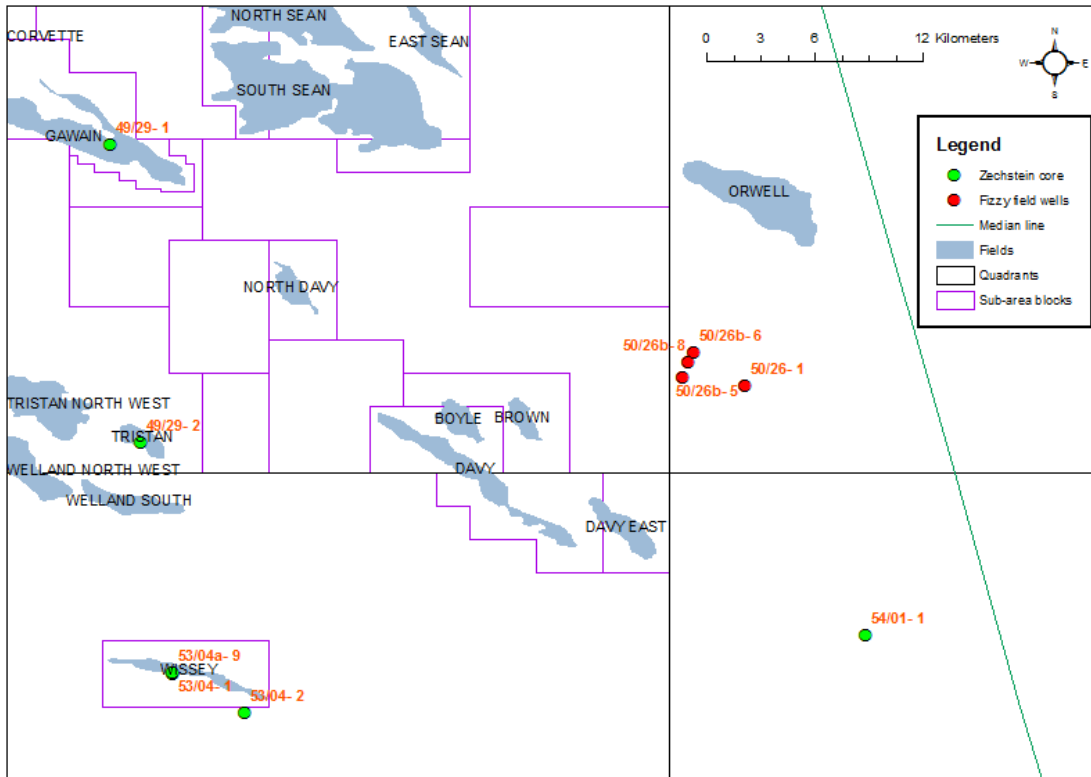 NORTH SEAN
CORVETTE
EAST SEAN
0 3 6 12 Kilometers
N
W E
S
SOUTH SEAN
49/29- 1
GAWAIN
Legend
Zechstein core
Fizzy field wells
Median line
Fields
Quadrants
Sub-area blocks
ORWELL
NORTH DAVY
50/26b- 8
50/26b- 6
50/26- 1
50/26b- 5
TRISTAN NORTH WEST
49/29- 2
TRISTAN
BOYLE
BROWN
WELLAND NORTH WEST
DAVY
WELLAND SOUTH
DAVY EAST
54/01- 1
53/04a- 9
WISSEY
53/04- 1
53/04- 2